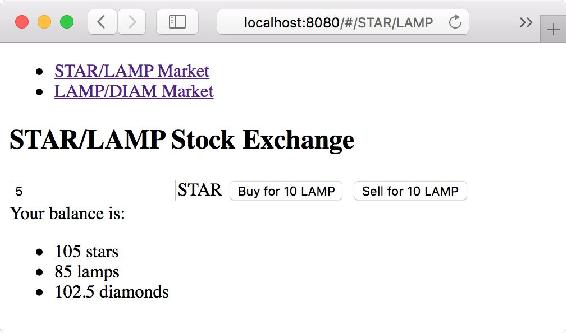 localhost:8080/#/STAR/LAMP
STAR/LAMP Market
LAMP/DIAM Market
STAR/LAMP Stock Exchange
5 STAR Buy for 10 LAMP Sell for 10 LAMP
Your balance is:
105 stars
85 lamps
102.5 diamonds